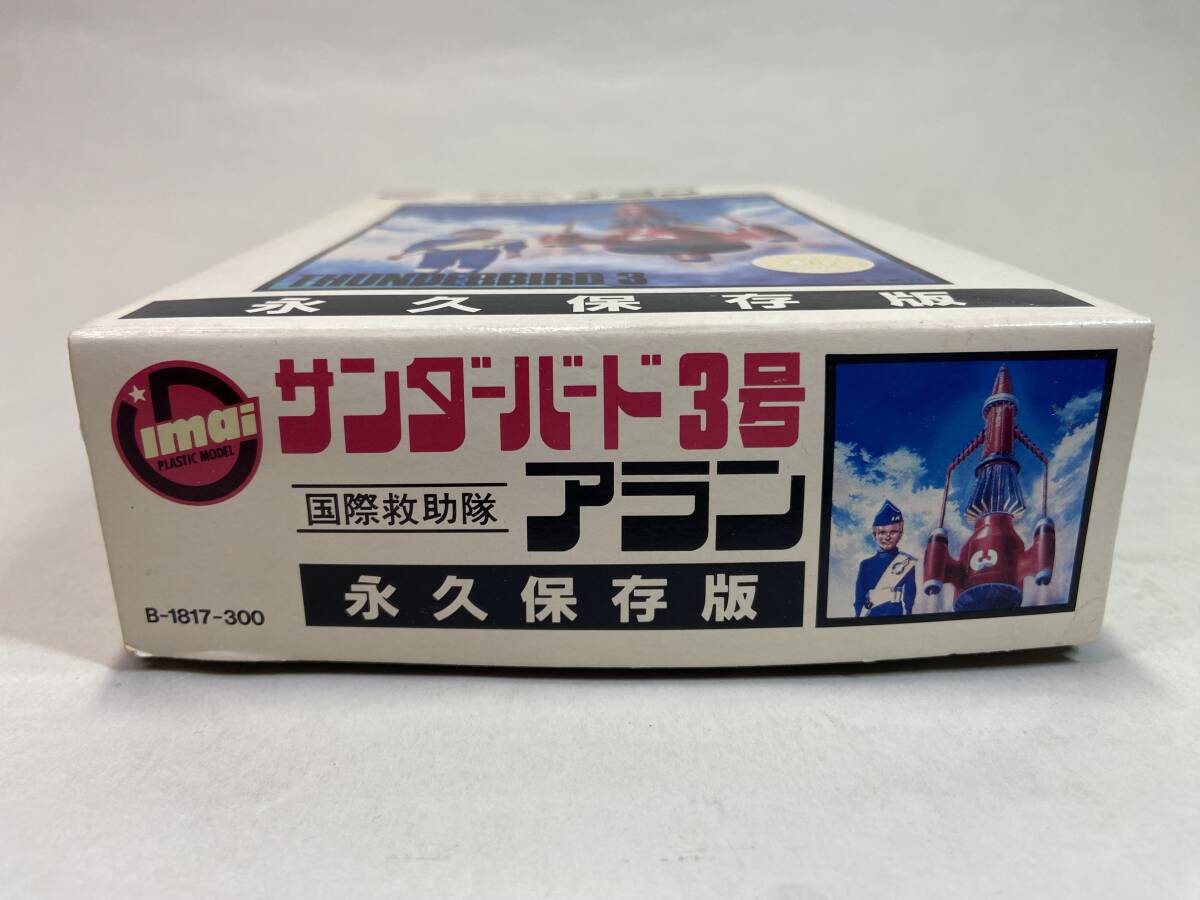 THUNDERBIRD 3
永久保存版
imai
PLASTIC MODEL
サンダーバード3号
国際救助隊
アラン
永久保存版
B-1817-300
3